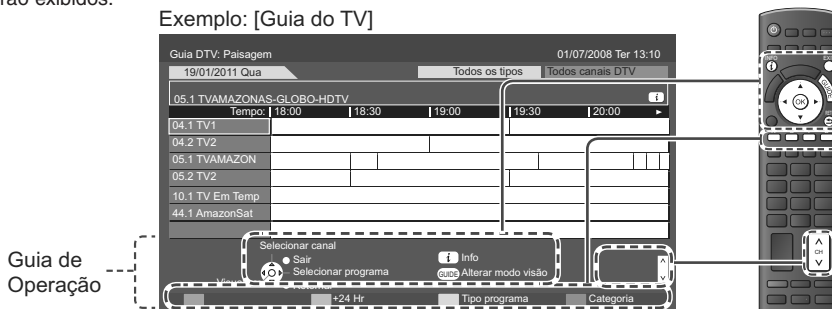 rão exibidos.
Exemplo: [Guia do TV]
Guia DTV: Paisagem 01/07/2008 Ter 13:10
19/01/2011 Qua Todos os tipos Todos canais DTV
05.1 TVAMAZONAS-GLOBO-HDTV i
Tempo: 18:00 18:30 19:00 19:30 20:00
04.1 TV1
04.2 TV2
05.1 TVAMAZON
05.2 TV2
10.1 TV Em Temp
44.1 AmazonSat
Selecionar canal
Sair i Info
Selecionar programa GUIDE Alterar modo visão
Guia de Operação
+24 Hr Tipo programa Categoria
INFO
i
GUIDE
OK
CH